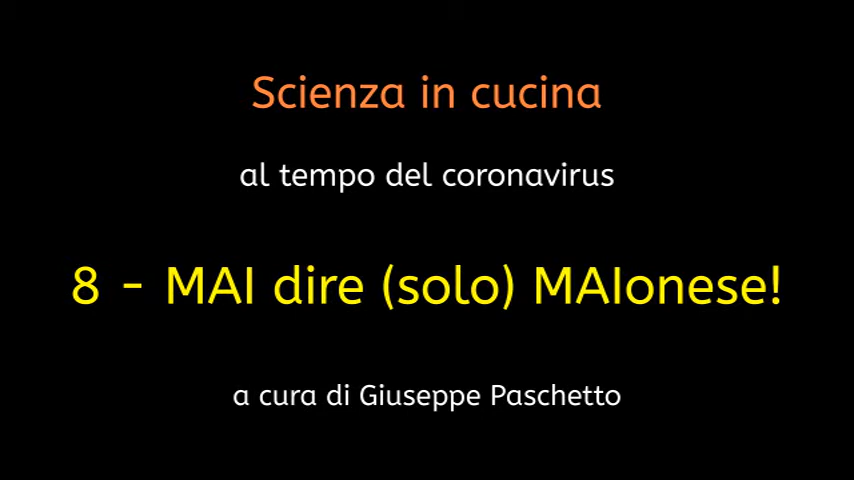 Scienza in cucina
al tempo del coronavirus
8 - MAI dire (solo) MAIonese!
a cura di Giuseppe Paschetto